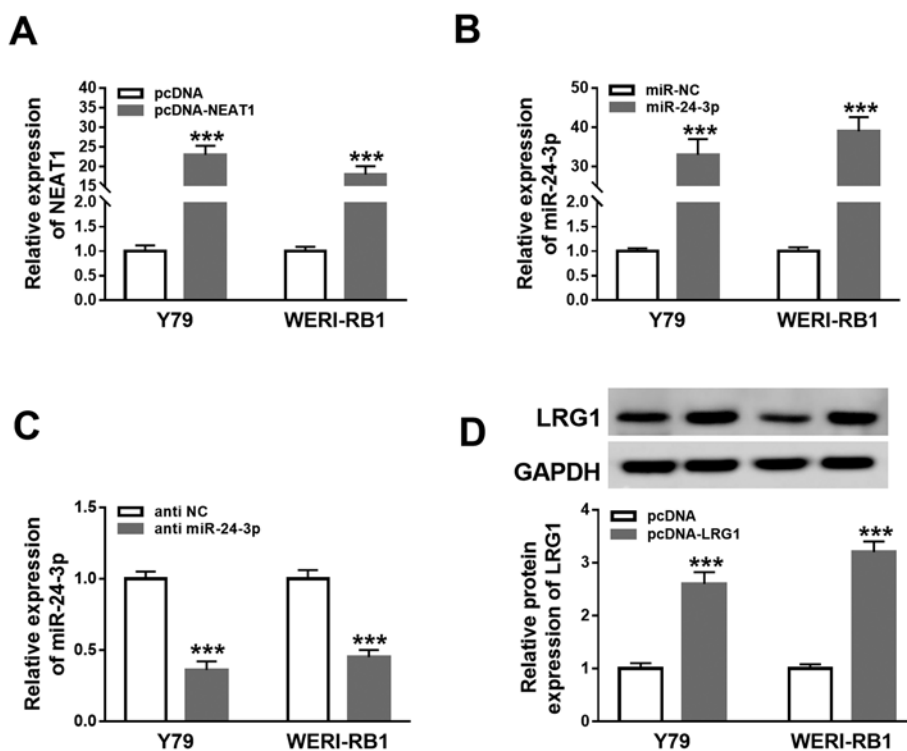 A
Relative expression
of NEAT1
40
35
30
25
20
15
2.0
1.5
1.0
0.5
0.0
pcDNA
pcDNA-NEAT1
***
***
Y79
WERI-RB1
B
Relative expression
of miR-24-3p
40
30
2.0
1.5
1.0
0.5
0.0
miR-NC
miR-24-3p
***
***
Y79
WERI-RB1
C
Relative expression
of miR-24-3p
1.5
1.0
0.5
0.0
anti NC
anti miR-24-3p
***
***
Y79
WERI-RB1
D
LRG1
GAPDH
Relative protein
expression of LRG1
4
3
2
1
0
pcDNA
pcDNA-LRG1
***
***
Y79
WERI-RB1